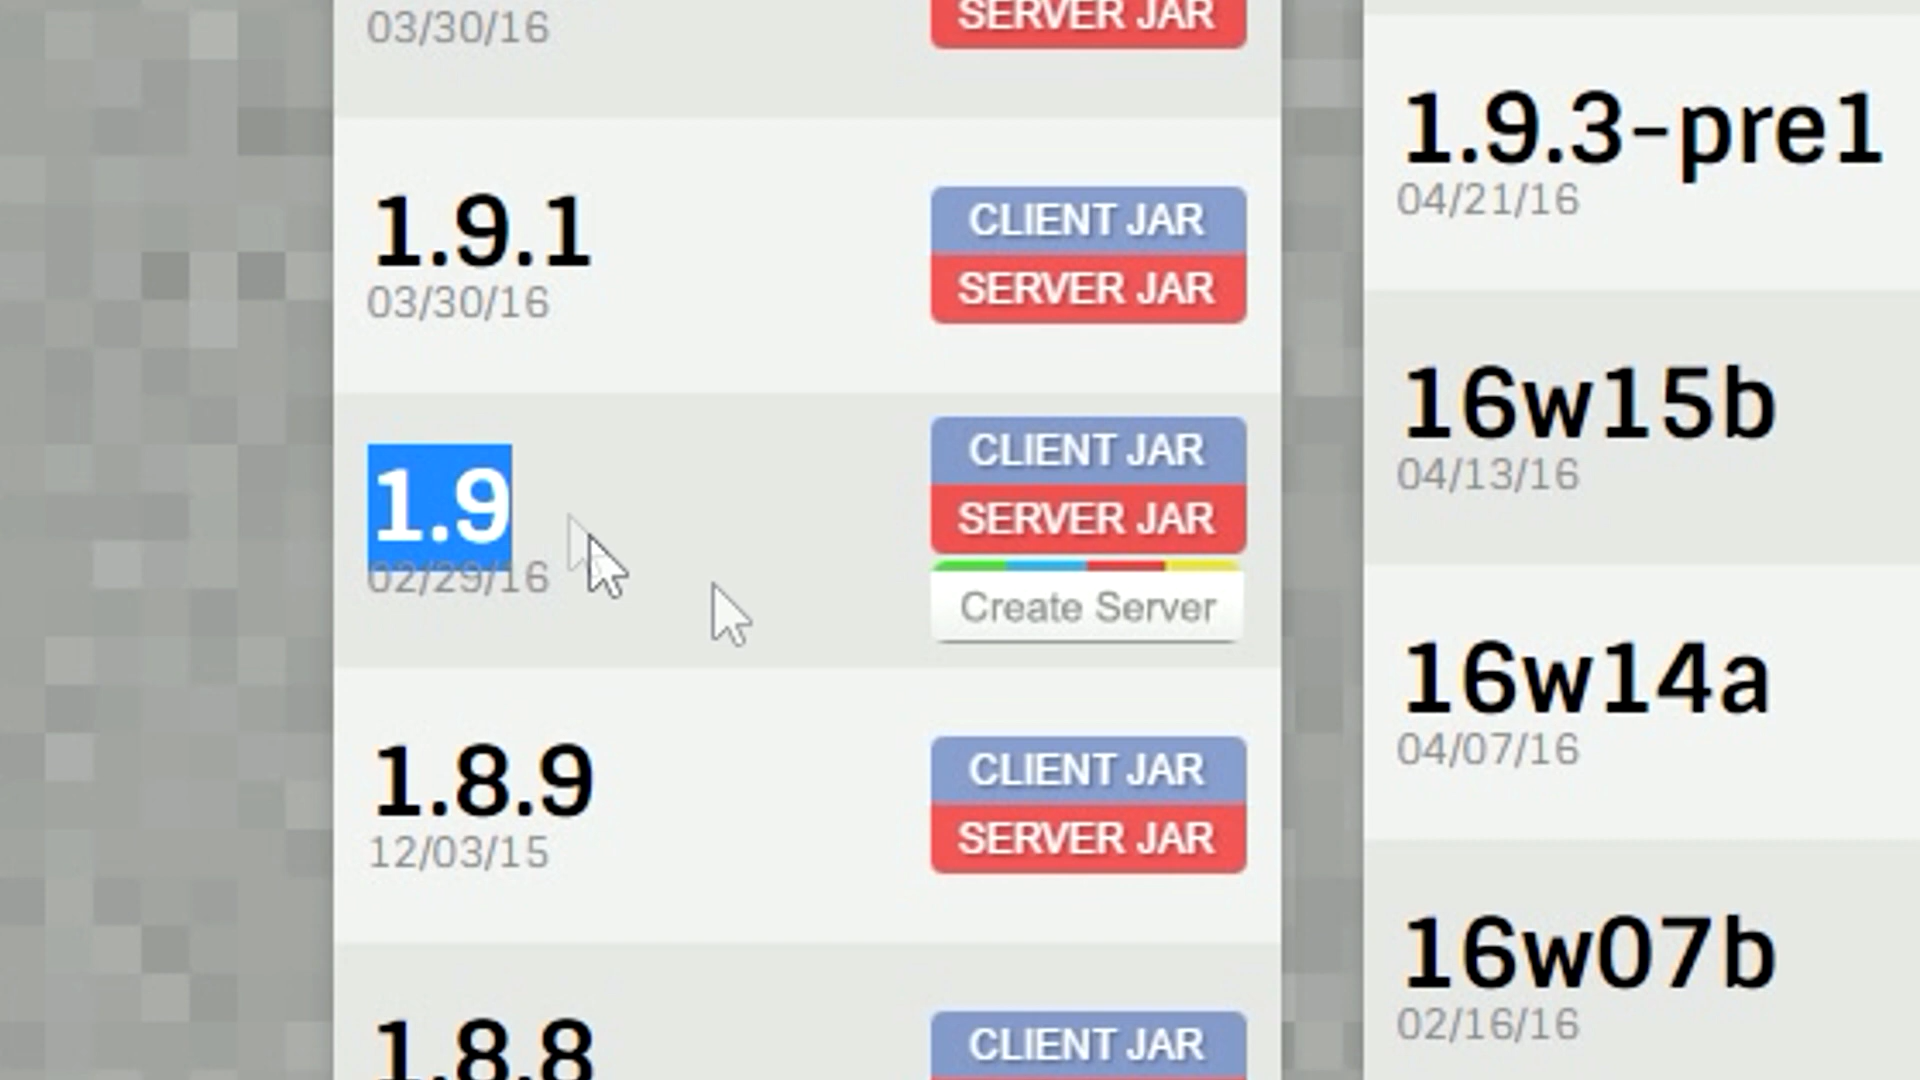 03/30/16
SERVER JAR
1.9.1
03/30/16
CLIENT JAR
SERVER JAR
1.9
02/29/16
CLIENT JAR
SERVER JAR
Create Server
1.8.9
12/03/15
CLIENT JAR
SERVER JAR
1.8.8
CLIENT JAR
1.9.3-pre1
04/21/16
16w15b
04/13/16
16w14a
04/07/16
16w07b
02/16/16